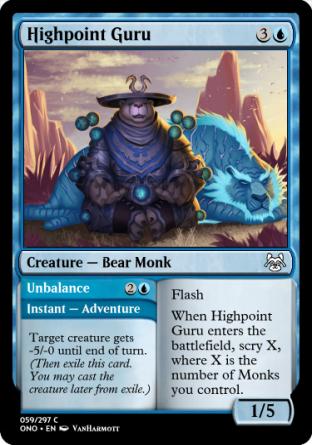 Highpoint Guru 3
Creature — Bear Monk
Unbalance 2
Instant — Adventure
Target creature gets
-5/-0 until end of turn.
(Then exile this card.
You may cast the
creature later from exile.)
Flash
When Highpoint
Guru enters the
battlefield, scry X,
where X is the
number of Monks
you control.
1/5
059/297 C
ONO • EN VanHarmott